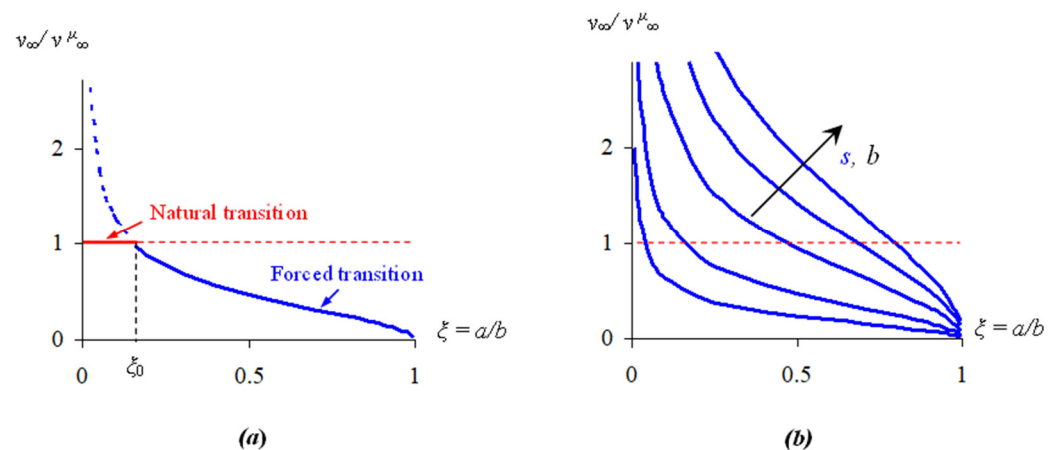 v∞/ v^μ∞
2
Natural transition
1
Forced transition
0
ξ = a/b
0
ξ0
0.5
1
(a)
v∞/ v^μ∞
2
s, b
1
0
ξ = a/b
0
0.5
1
(b)